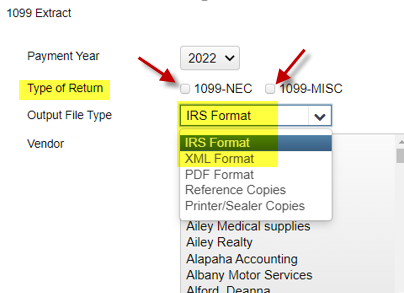 1099 Extract
Payment Year 2022
Type of Return 1099-NEC 1099-MISC
Output File Type IRS Format
Vendor IRS Format
XML Format
PDF Format
Reference Copies
Printer/Sealer Copies
Ailey Medical supplies
Ailey Realty
Alapaha Accounting
Albany Motor Services
Alford, Deanna